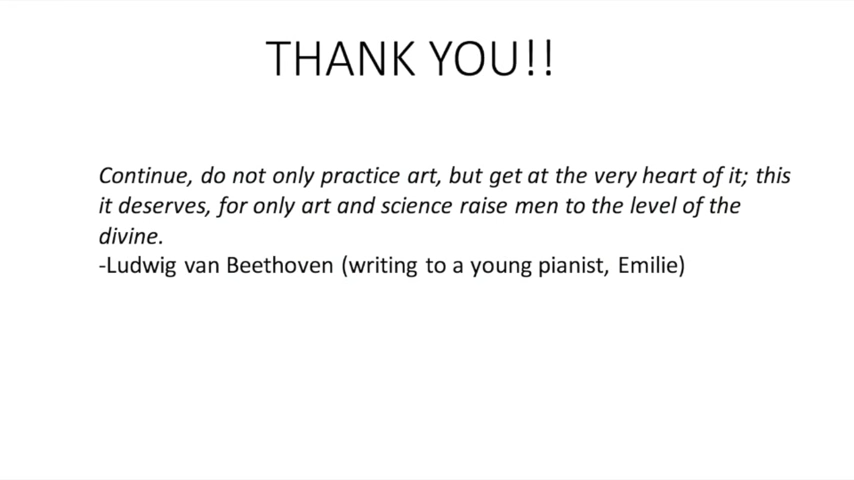 THANK YOU!!
Continue, do not only practice art, but get at the very heart of it; this
it deserves, for only art and science raise men to the level of the
divine.
-Ludwig van Beethoven (writing to a young pianist, Emilie)